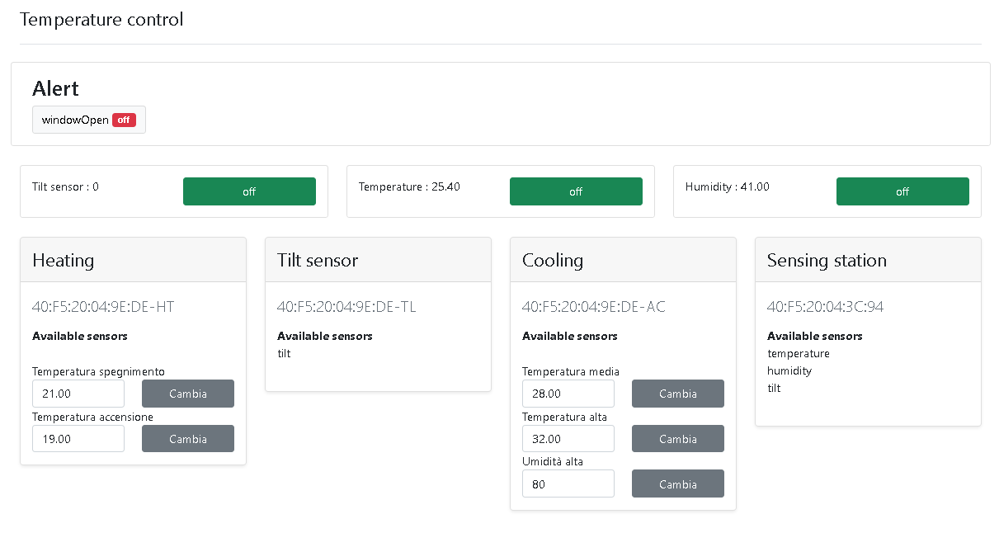 Temperature control
Alert
windowOpen off
Tilt sensor : 0
off
Temperature : 25.40
off
Humidity : 41.00
off
Heating
40:F5:20:04:9E:DE-HT
Available sensors
Temperatura spegnimento
21.00
Cambia
Temperatura accensione
19.00
Cambia
Tilt sensor
40:F5:20:04:9E:DE-TL
Available sensors
tilt
Cooling
40:F5:20:04:9E:DE-AC
Available sensors
Temperatura media
28.00
Cambia
Temperatura alta
32.00
Cambia
Umidità alta
80
Cambia
Sensing station
40:F5:20:04:3C:94
Available sensors
temperature
humidity
tilt